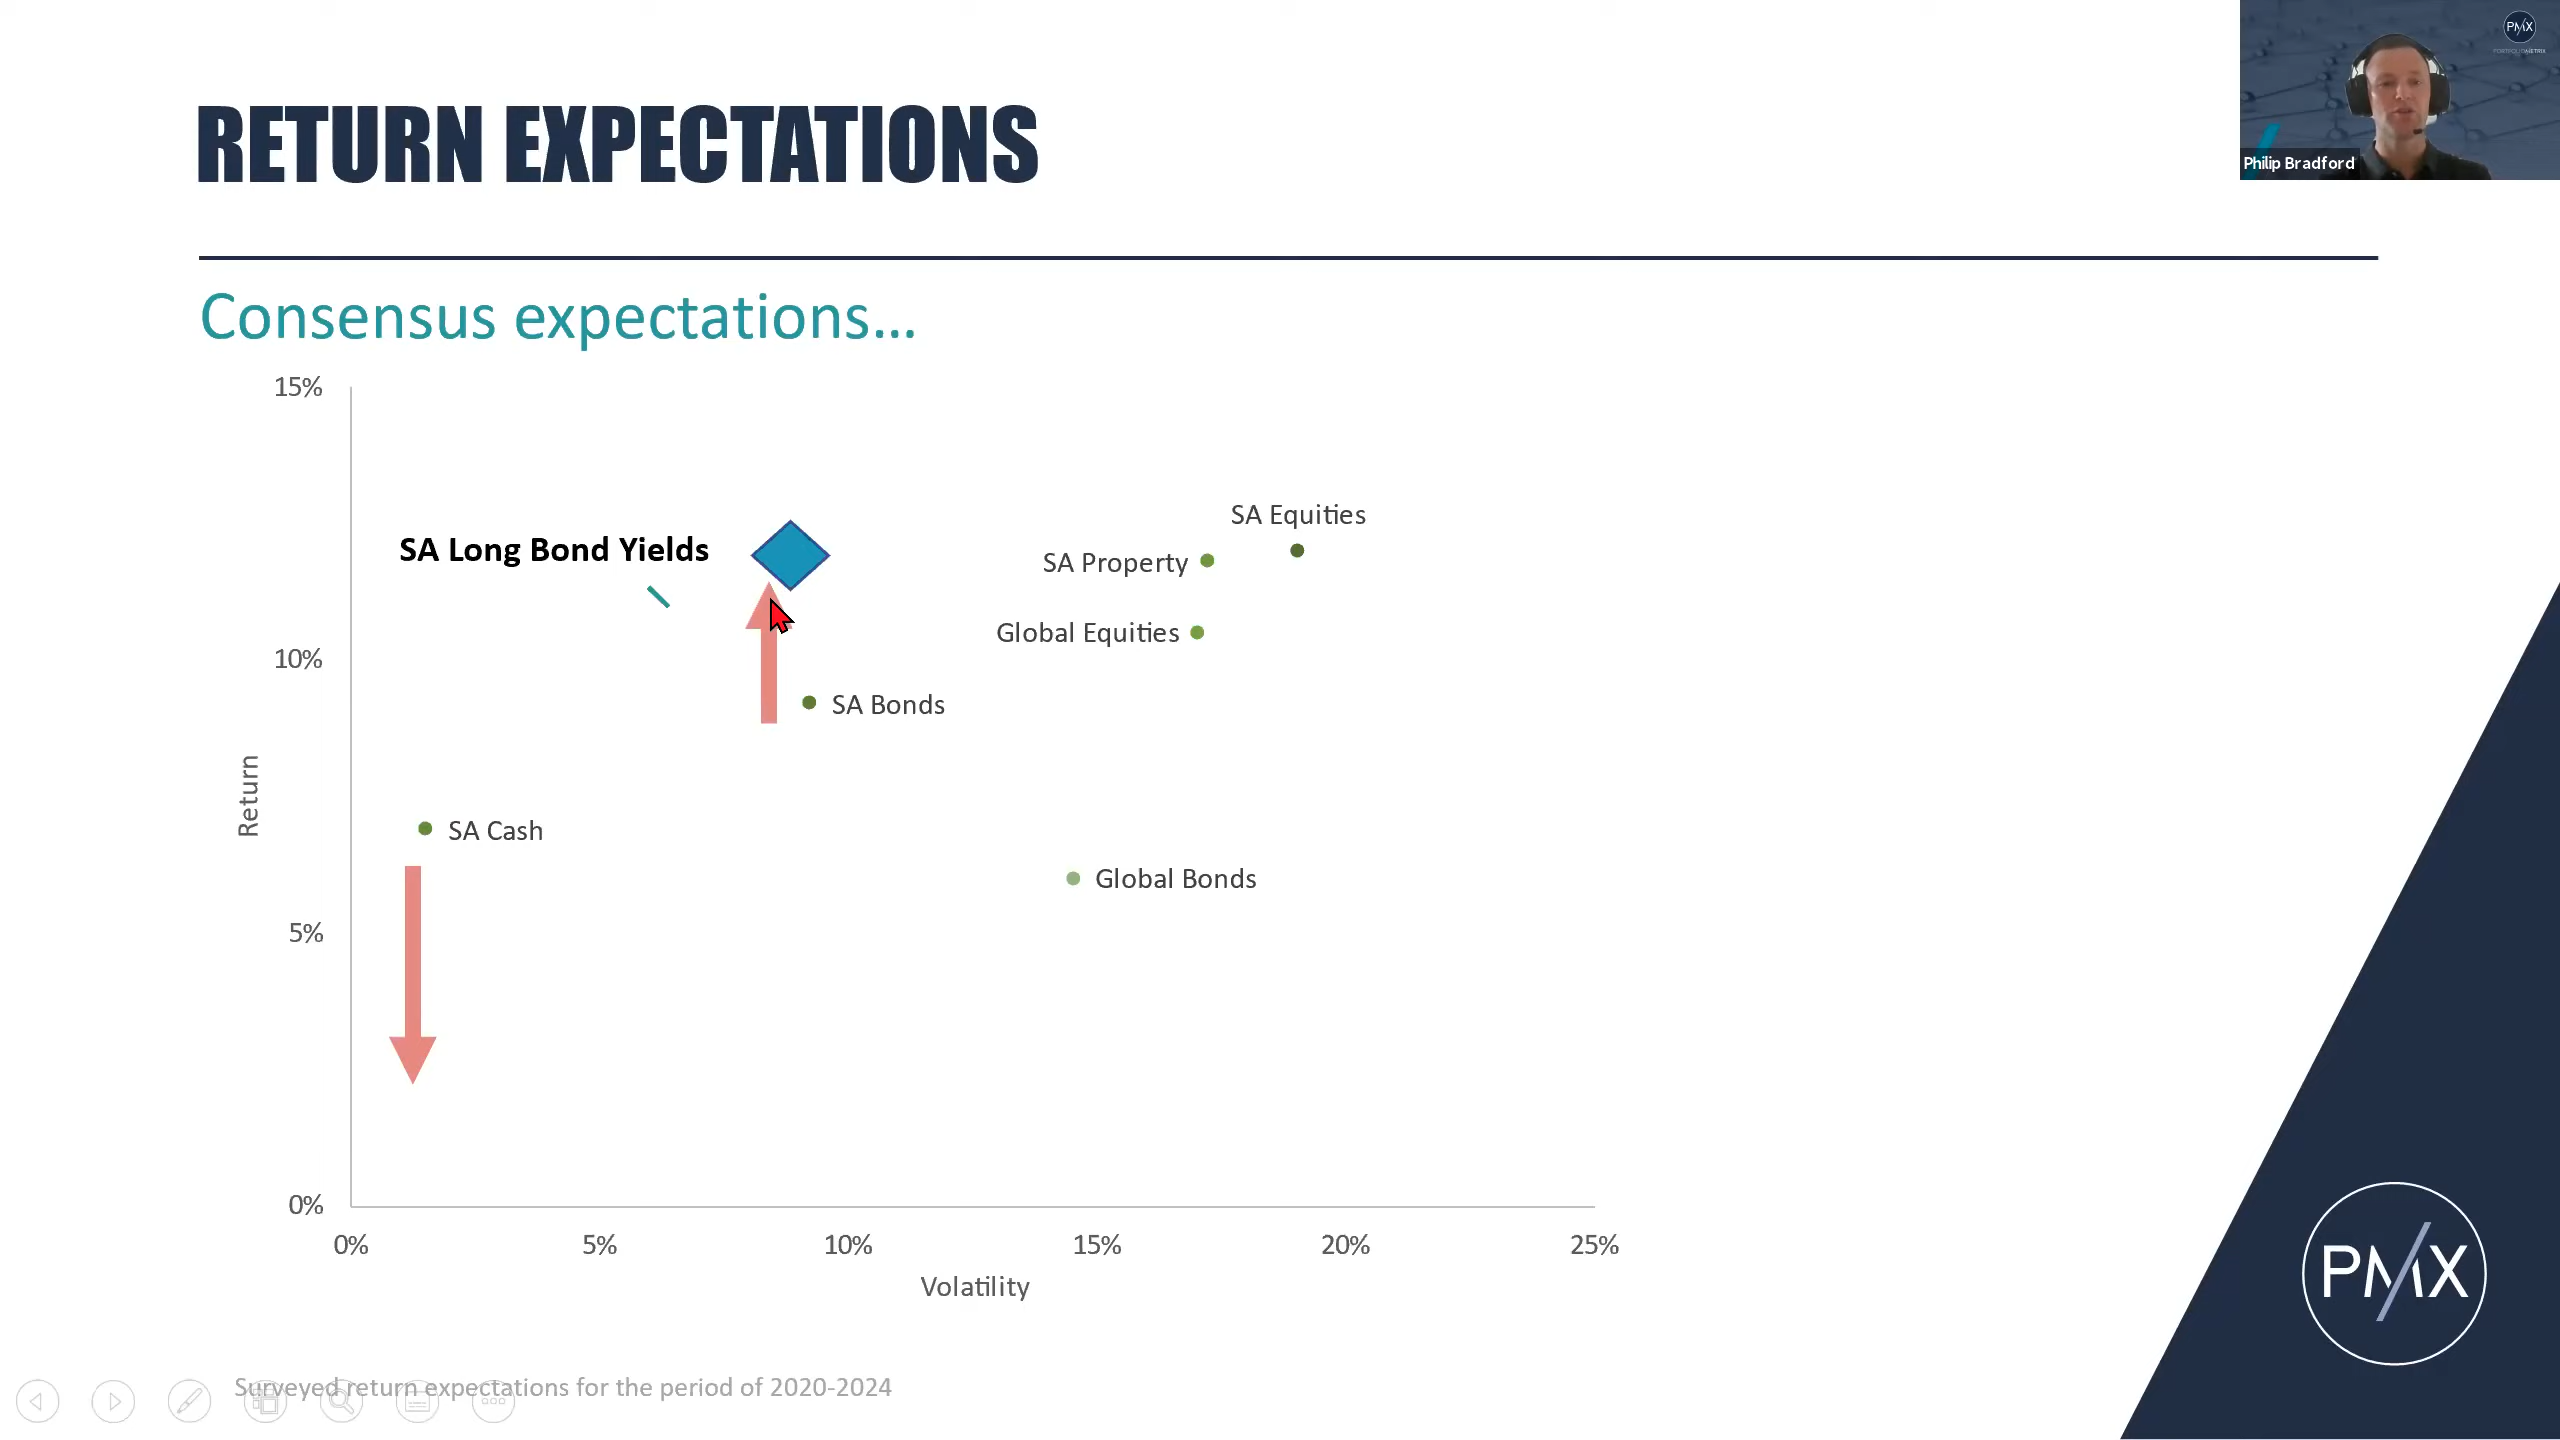 PMX
Philip Bradford
RETURN EXPECTATIONS
Consensus expectations...
15%
10%
5%
0%
Return
SA Long Bond Yields
SA Equities
SA Property
Global Equities
SA Bonds
SA Cash
Global Bonds
0%
5%
10%
15%
20%
25%
Volatility
Surveyed return expectations for the period of 2020-2024
PMX